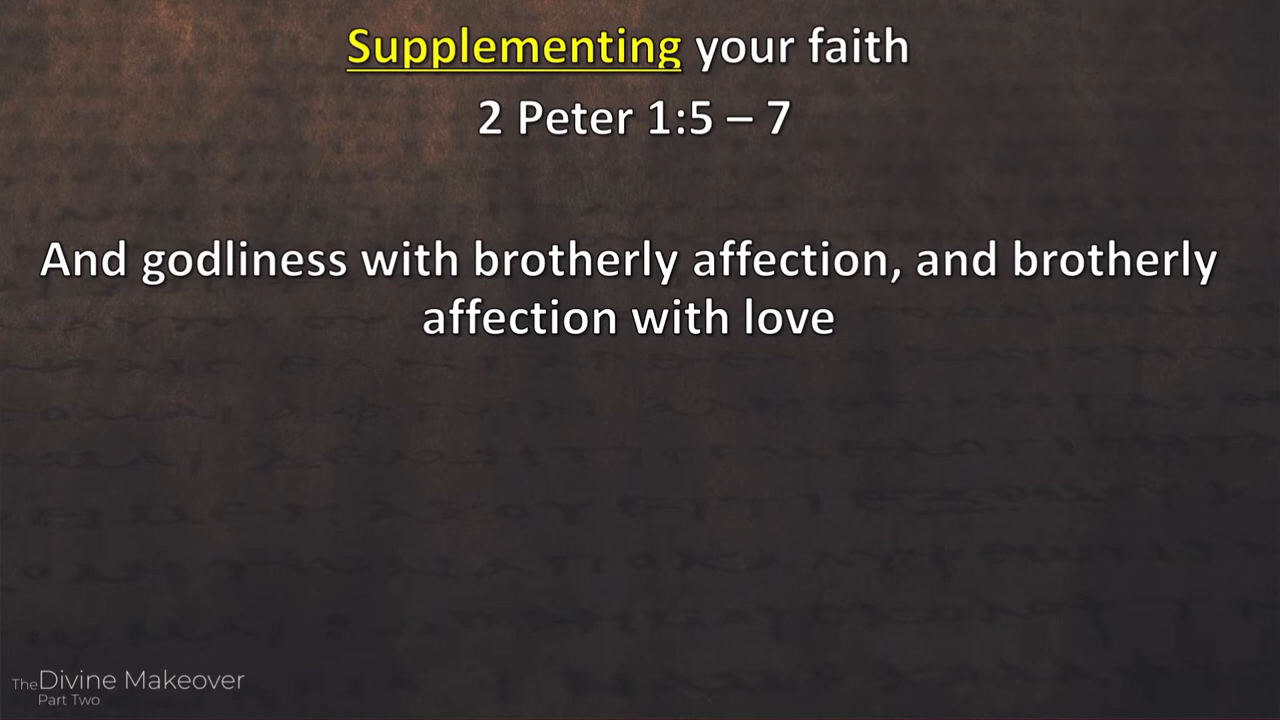 Supplementing your faith
2 Peter 1:5 – 7
And godliness with brotherly affection, and brotherly
affection with love
The Divine Makeover
Part Two